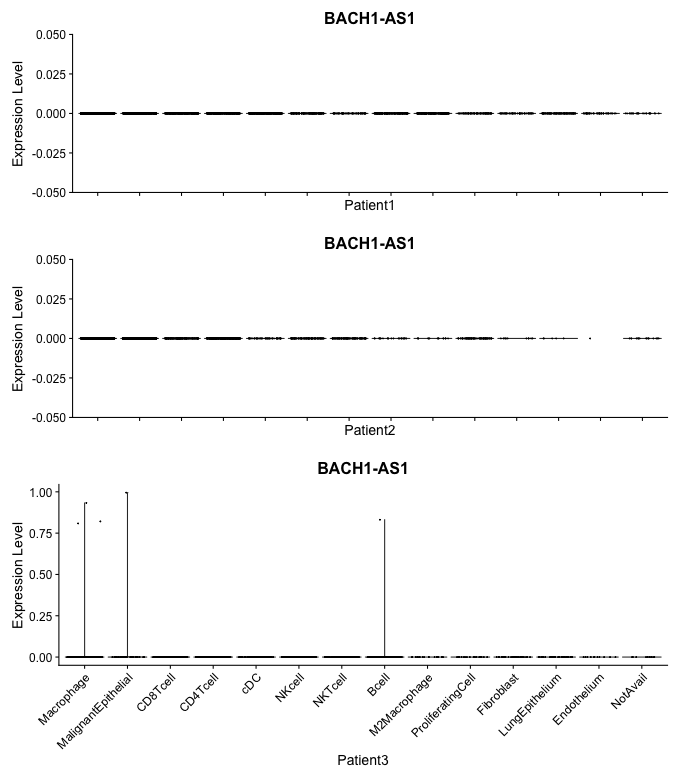 BACH1-AS1
Expression Level
0.050
0.025
0.000
-0.025
-0.050
Patient1
BACH1-AS1
Expression Level
0.050
0.025
0.000
-0.025
-0.050
Patient2
BACH1-AS1
Expression Level
1.00
0.75
0.50
0.25
0.00
Macrophage
MalignantEpithelial
CD8Tcell
CD4Tcell
cDC
NKcell
NKTcell
Bcell
M2Macrophage
ProliferatingCell
Fibroblast
LungEpithelium
Endothelium
NotAvail
Patient3